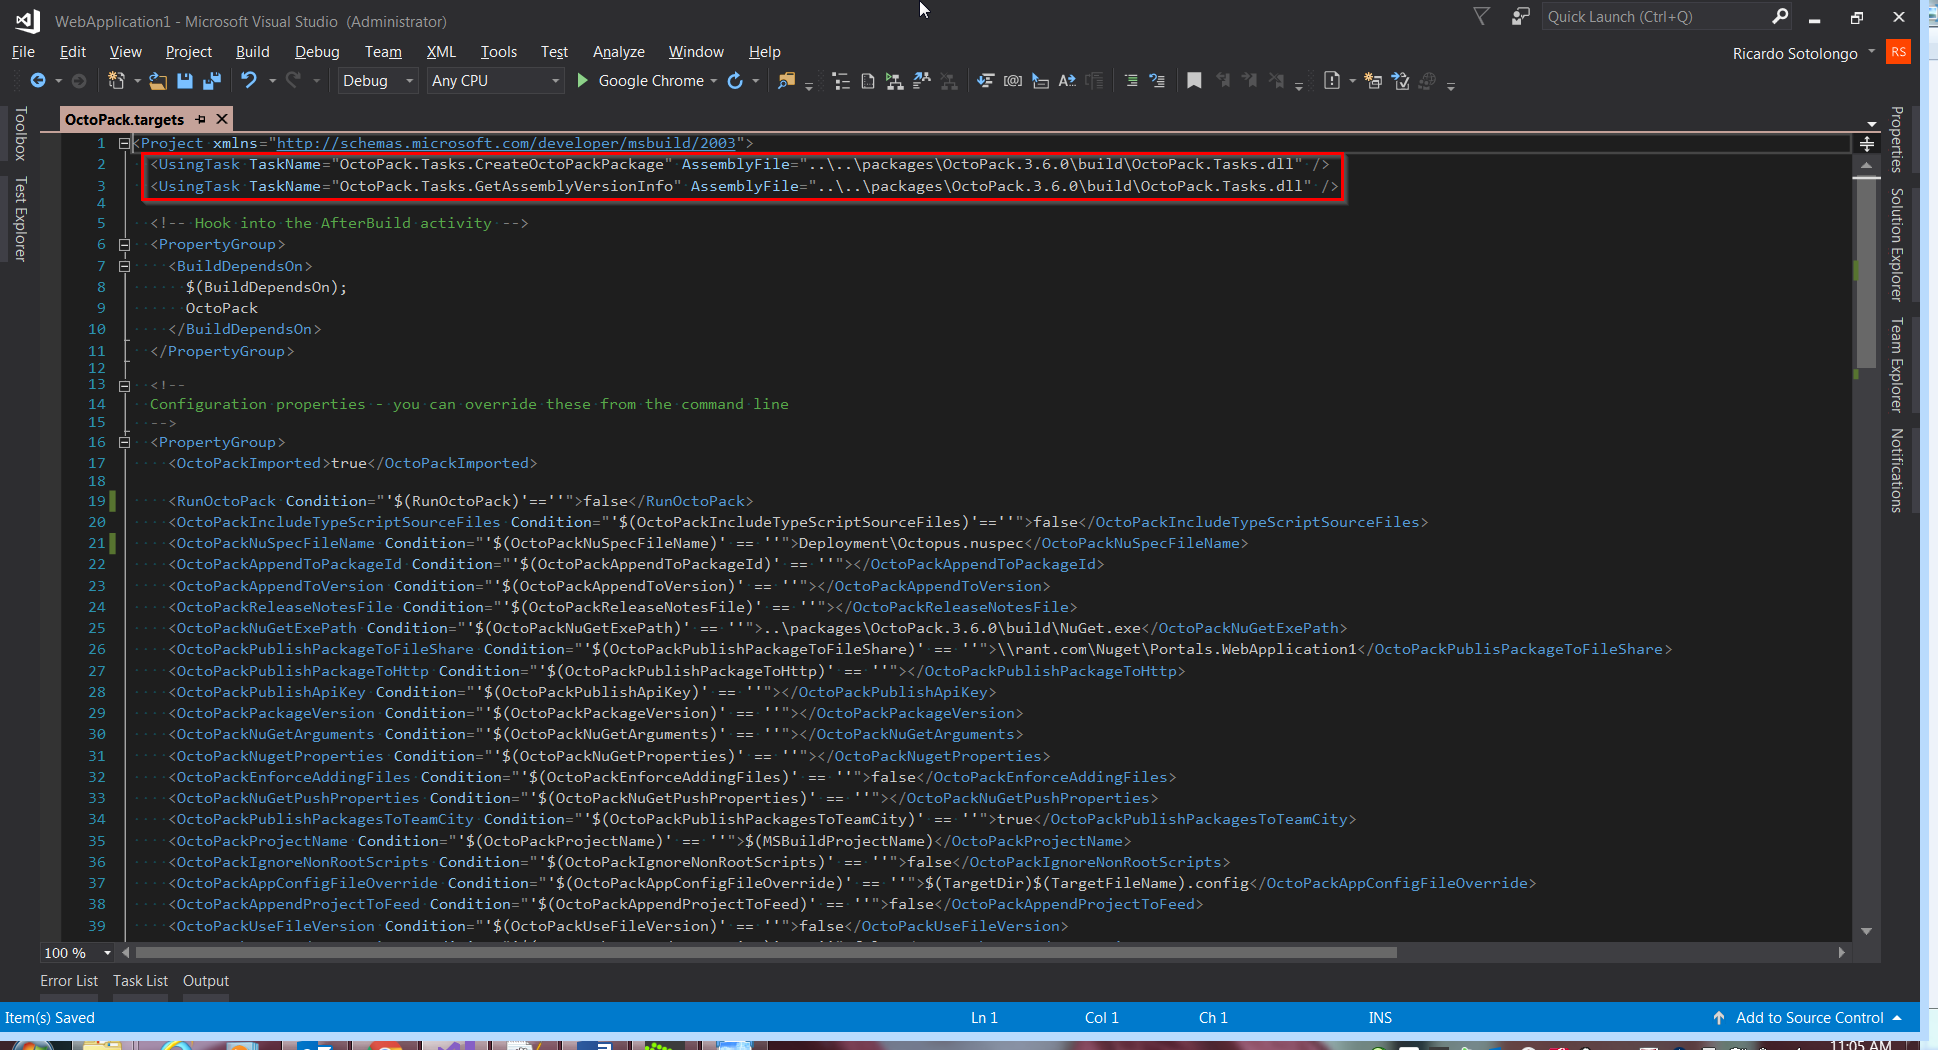 WebApplication1 - Microsoft Visual Studio (Administrator)
Quick Launch (Ctrl+Q)
File Edit View Project Build Debug Team XML Tools Test Analyze Window Help
Ricardo Sotolongo RS
Debug Any CPU Google Chrome
Toolbox
Test Explorer
OctoPack.targets
1 <Project xmlns="http://schemas.microsoft.com/developer/msbuild/2003">
2 <UsingTask TaskName="OctoPack.Tasks.CreateOctoPackPackage" AssemblyFile="..\..\packages\OctoPack.3.6.0\build\OctoPack.Tasks.dll" />
3 <UsingTask TaskName="OctoPack.Tasks.GetAssemblyVersionInfo" AssemblyFile="..\..\packages\OctoPack.3.6.0\build\OctoPack.Tasks.dll" />
4
5 <!-- Hook into the AfterBuild activity -->
6 <PropertyGroup>
7 <BuildDependsOn>
8 $(BuildDependsOn);
9 OctoPack
10 </BuildDependsOn>
11 </PropertyGroup>
12
13 <!--
14 Configuration properties - you can override these from the command line
15 -->
16 <PropertyGroup>
17 <OctoPackImported>true</OctoPackImported>
18
19 <RunOctoPack Condition="'$(RunOctoPack)'==''">false</RunOctoPack>
20 <OctoPackIncludeTypeScriptSourceFiles Condition="'$(OctoPackIncludeTypeScriptSourceFiles)'==''">false</OctoPackIncludeTypeScriptSourceFiles>
21 <OctoPackNuSpecFileName Condition="'$(OctoPackNuSpecFileName)' == ''">Deployment\Octopus.nuspec</OctoPackNuSpecFileName>
22 <OctoPackAppendToPackageId Condition="'$(OctoPackAppendToPackageId)' == ''"></OctoPackAppendToPackageId>
23 <OctoPackAppendToVersion Condition="'$(OctoPackAppendToVersion)' == ''"></OctoPackAppendToVersion>
24 <OctoPackReleaseNotesFile Condition="'$(OctoPackReleaseNotesFile)' == ''"></OctoPackReleaseNotesFile>
25 <OctoPackNuGetExePath Condition="'$(OctoPackNuGetExePath)' == ''">..\packages\OctoPack.3.6.0\build\NuGet.exe</OctoPackNuGetExePath>
26 <OctoPackPublishPackageToFileShare Condition="'$(OctoPackPublishPackageToFileShare)' == ''">\\rant.com\Nuget\Portals.WebApplication1</OctoPackPublisPackageToFileShare>
27 <OctoPackPublishPackageToHttp Condition="'$(OctoPackPublishPackageToHttp)' == ''"></OctoPackPublishPackageToHttp>
28 <OctoPackPublishApiKey Condition="'$(OctoPackPublishApiKey)' == ''"></OctoPackPublishApiKey>
29 <OctoPackPackageVersion Condition="'$(OctoPackPackageVersion)' == ''"></OctoPackPackageVersion>
30 <OctoPackNuGetArguments Condition="'$(OctoPackNuGetArguments)' == ''"></OctoPackNuGetArguments>
31 <OctoPackNugetProperties Condition="'$(OctoPackNuGetProperties)' == ''"></OctoPackNugetProperties>
32 <OctoPackEnforceAddingFiles Condition="'$(OctoPackEnforceAddingFiles)' == ''">false</OctoPackEnforceAddingFiles>
33 <OctoPackNuGetPushProperties Condition="'$(OctoPackNuGetPushProperties)' == ''"></OctoPackNuGetPushProperties>
34 <OctoPackPublishPackagesToTeamCity Condition="'$(OctoPackPublishPackagesToTeamCity)' == ''">true</OctoPackPublishPackagesToTeamCity>
35 <OctoPackProjectName Condition="'$(OctoPackProjectName)' == ''">$(MSBuildProjectName)</OctoPackProjectName>
36 <OctoPackIgnoreNonRootScripts Condition="'$(OctoPackIgnoreNonRootScripts)' == ''">false</OctoPackIgnoreNonRootScripts>
37 <OctoPackAppConfigFileOverride Condition="'$(OctoPackAppConfigFileOverride)' == ''">$(TargetDir)$(TargetFileName).config</OctoPackAppConfigFileOverride>
38 <OctoPackAppendProjectToFeed Condition="'$(OctoPackAppendProjectToFeed)' == ''">false</OctoPackAppendProjectToFeed>
39 <OctoPackUseFileVersion Condition="'$(OctoPackUseFileVersion)' == ''">false</OctoPackUseFileVersion>
Properties
Solution Explorer
Team Explorer
Notifications
100 %
Error List Task List Output
Item(s) Saved Ln 1 Col 1 Ch 1 INS Add to Source Control
11:05 AM